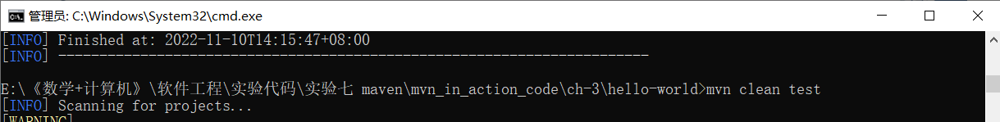 管理员: C:\Windows\System32\cmd.exe
[INFO] Finished at: 2022-11-10T14:15:47+08:00
[INFO] ------------------------------------------------------------------------
E:\《数学+计算机》\软件工程\实验代码\实验七 maven\mvn_in_action_code\ch-3\hello-world>mvn clean test
[INFO] Scanning for projects...
[WARNING]